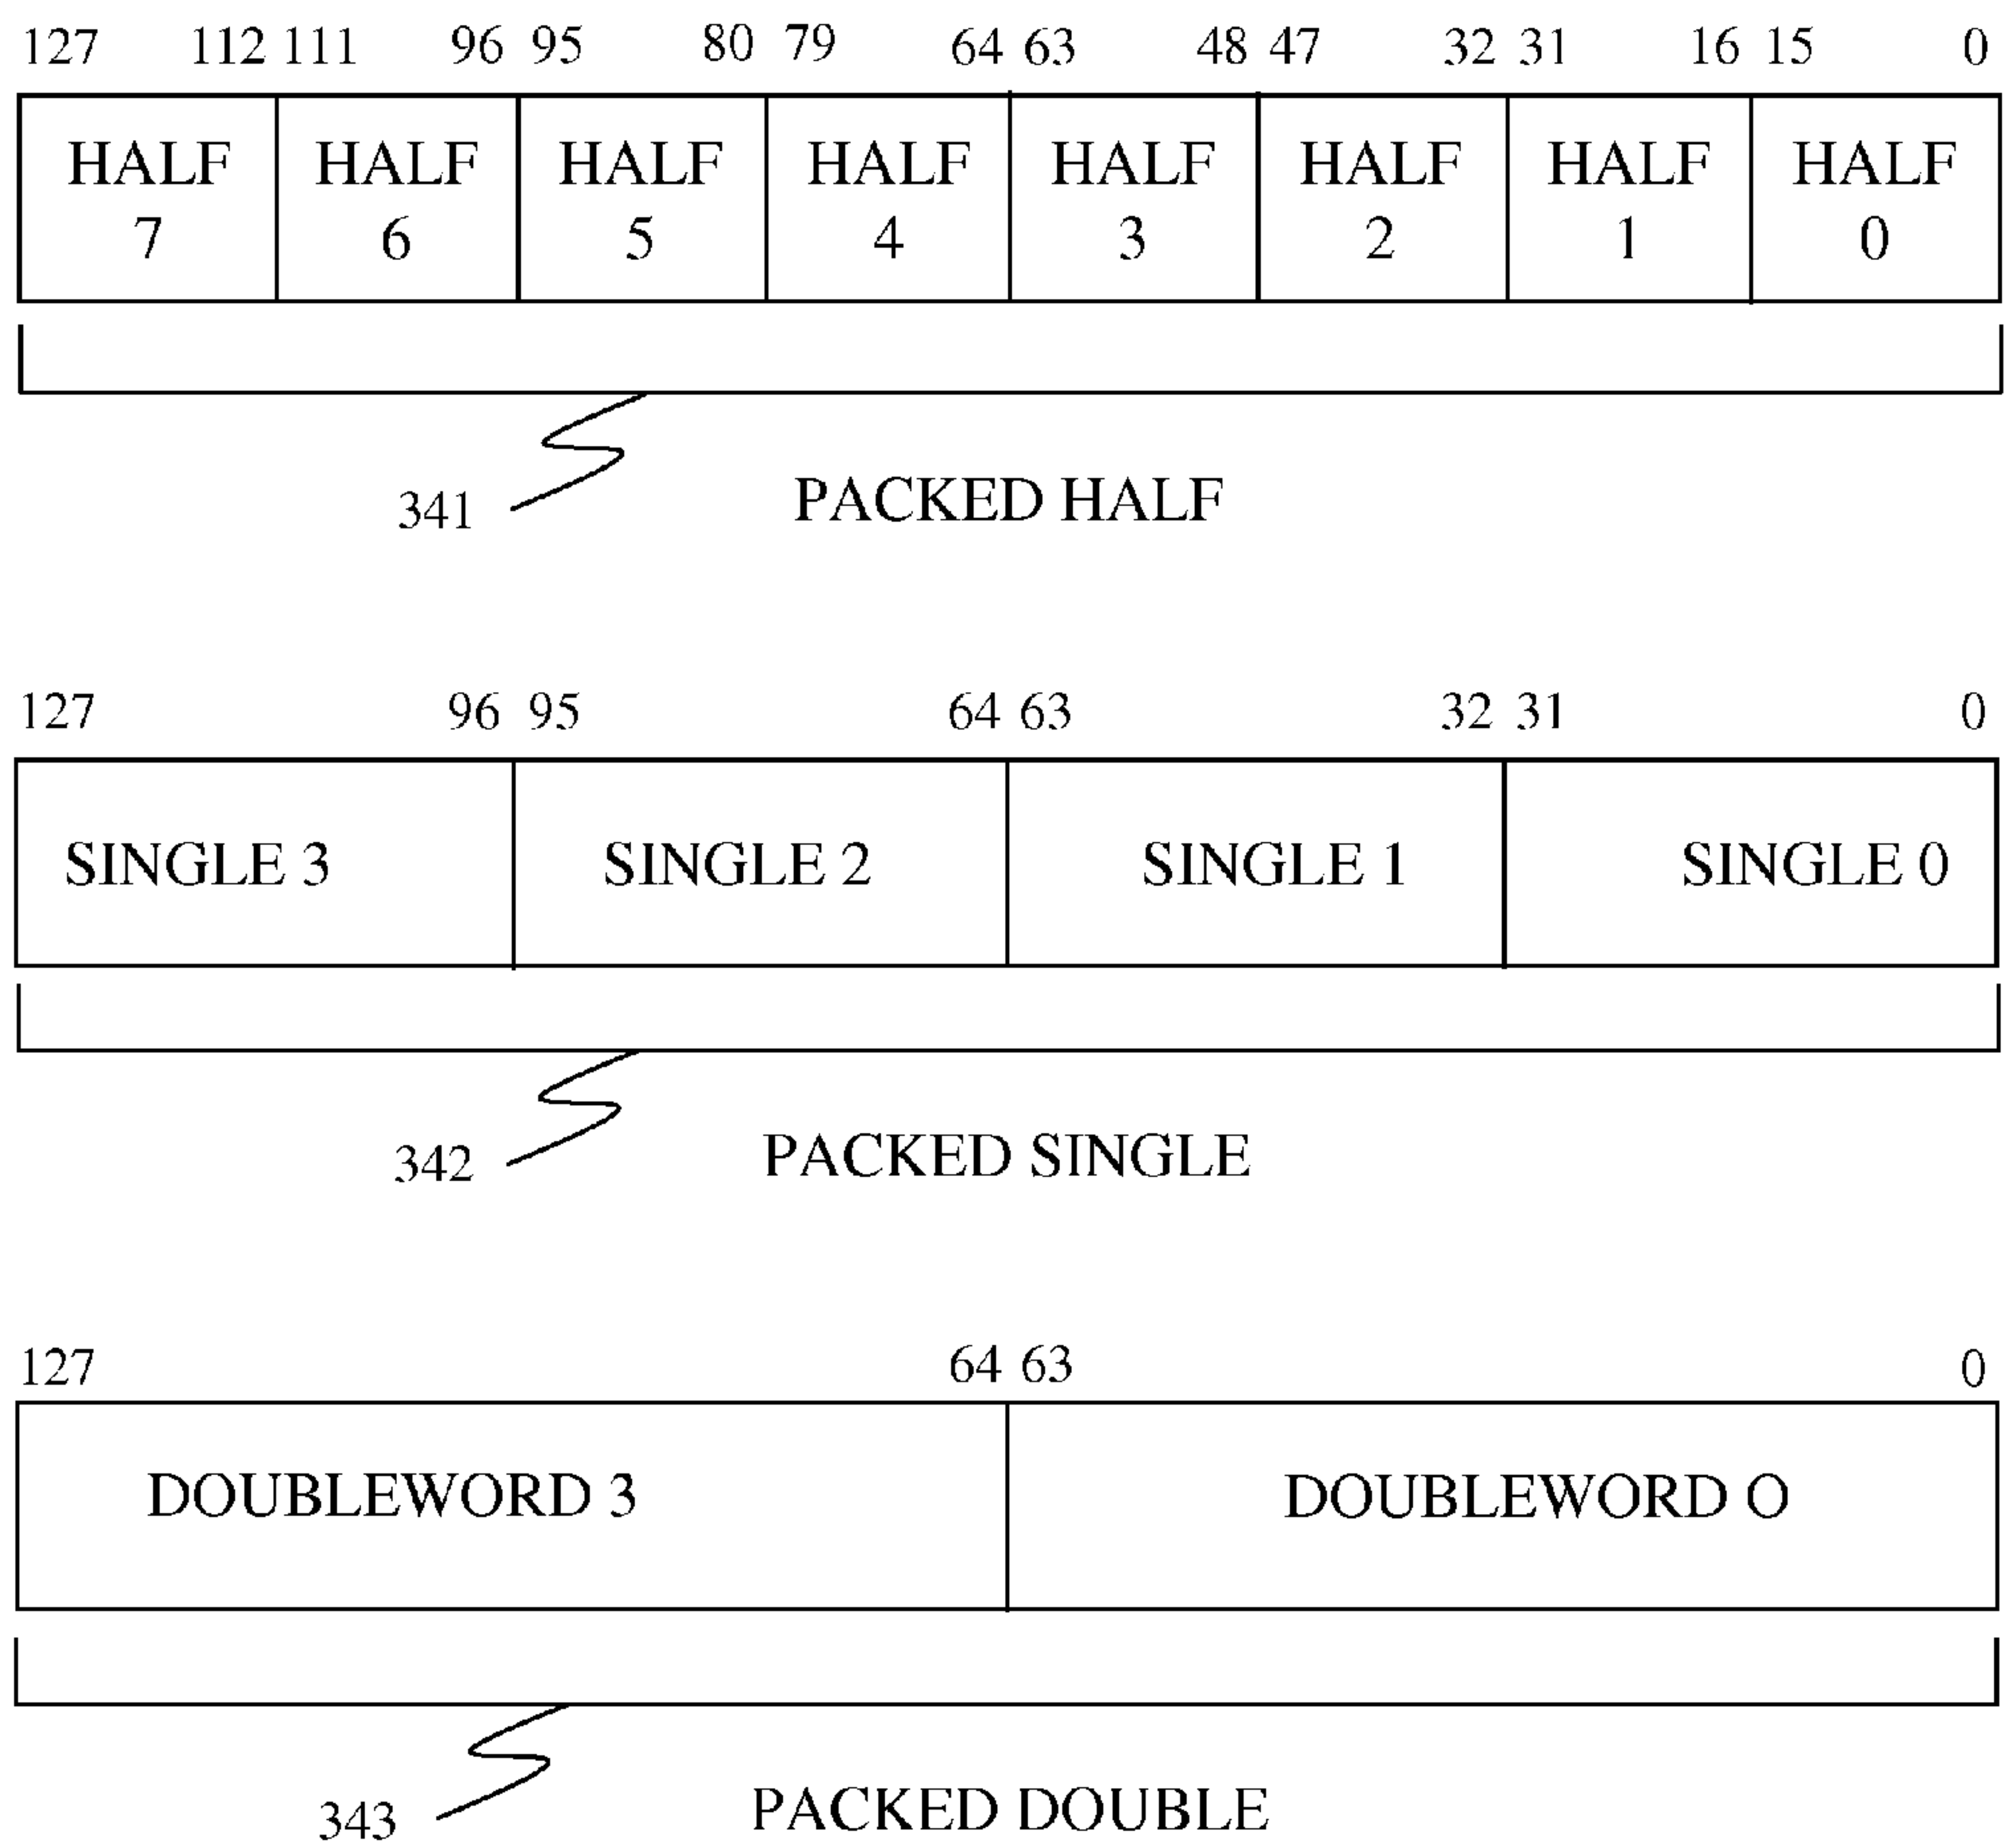 127 112 111 96 95 80 79 64 63 48 47 32 31 16 15 0
HALF HALF HALF HALF HALF HALF HALF HALF
7 6 5 4 3 2 1 0
341 PACKED HALF
127 96 95 64 63 32 31 0
SINGLE 3 SINGLE 2 SINGLE 1 SINGLE 0
342 PACKED SINGLE
127 64 63 0
DOUBLEWORD 3 DOUBLEWORD O
343 PACKED DOUBLE